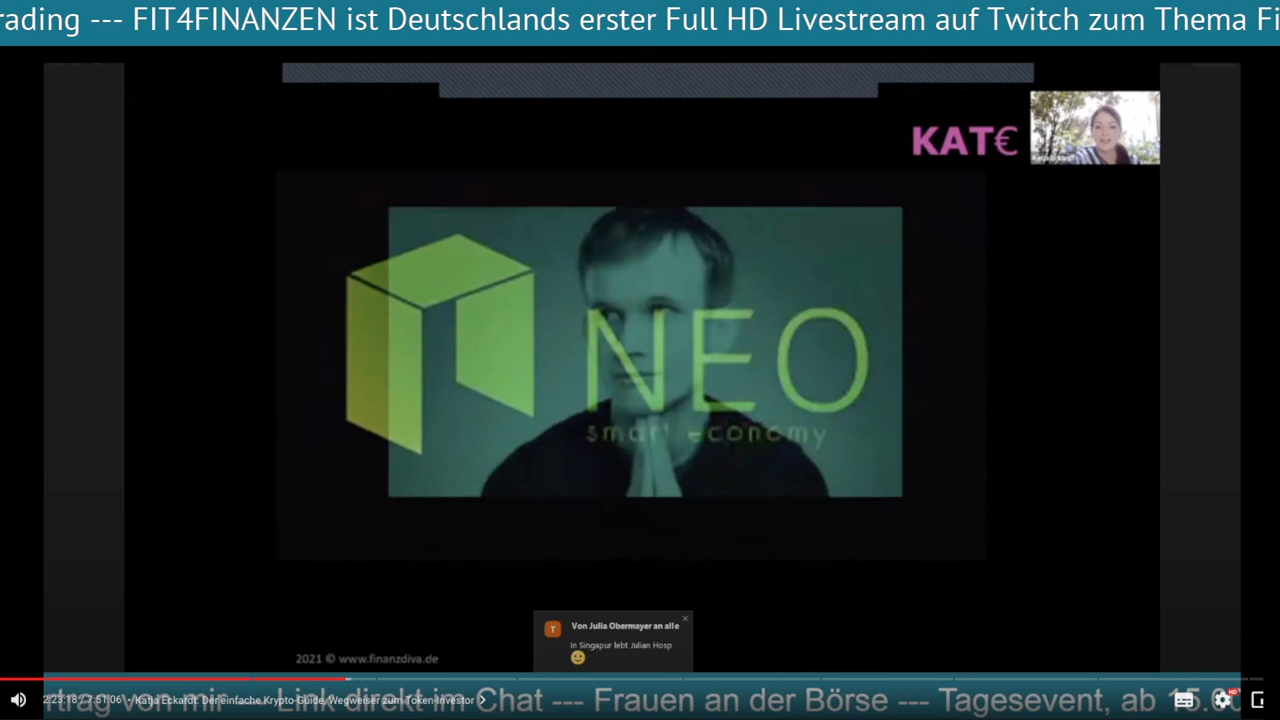 rading --- FIT4FINANZEN ist Deutschlands erster Full HD Livestream auf Twitch zum Thema Fi
KAT€
NEO
smart economy
Von Julia Obermayer an alle
T
In Singapur lebt Julian Hosp
2021 © www.finanzdiva.de
ntrag von mir --- Link direkt im Chat --- Frauen an der Börse --- Tagesevent, ab 15.
2:23:18 / 7:51:06 • Katja Eckardt: Der einfache Krypto-Guide, Wegweiser zum Token-Investor
HD